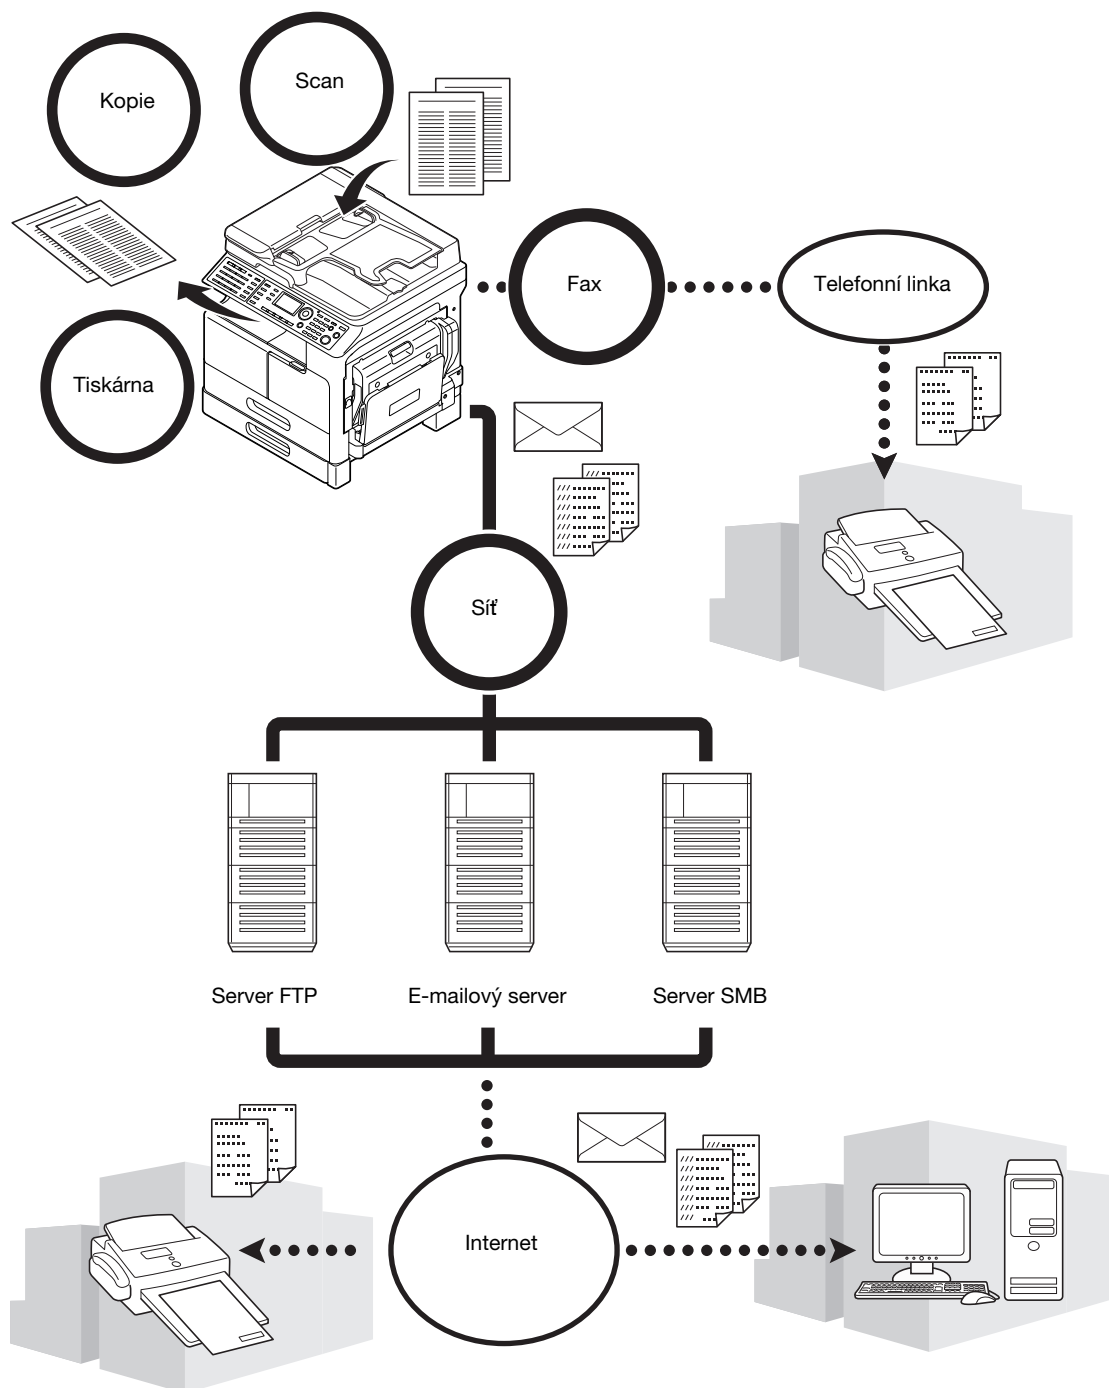 Scan
Kopie
Fax
Telefonní linka
Tiskárna
Síť
Server FTP
E-mailový server
Server SMB
Internet